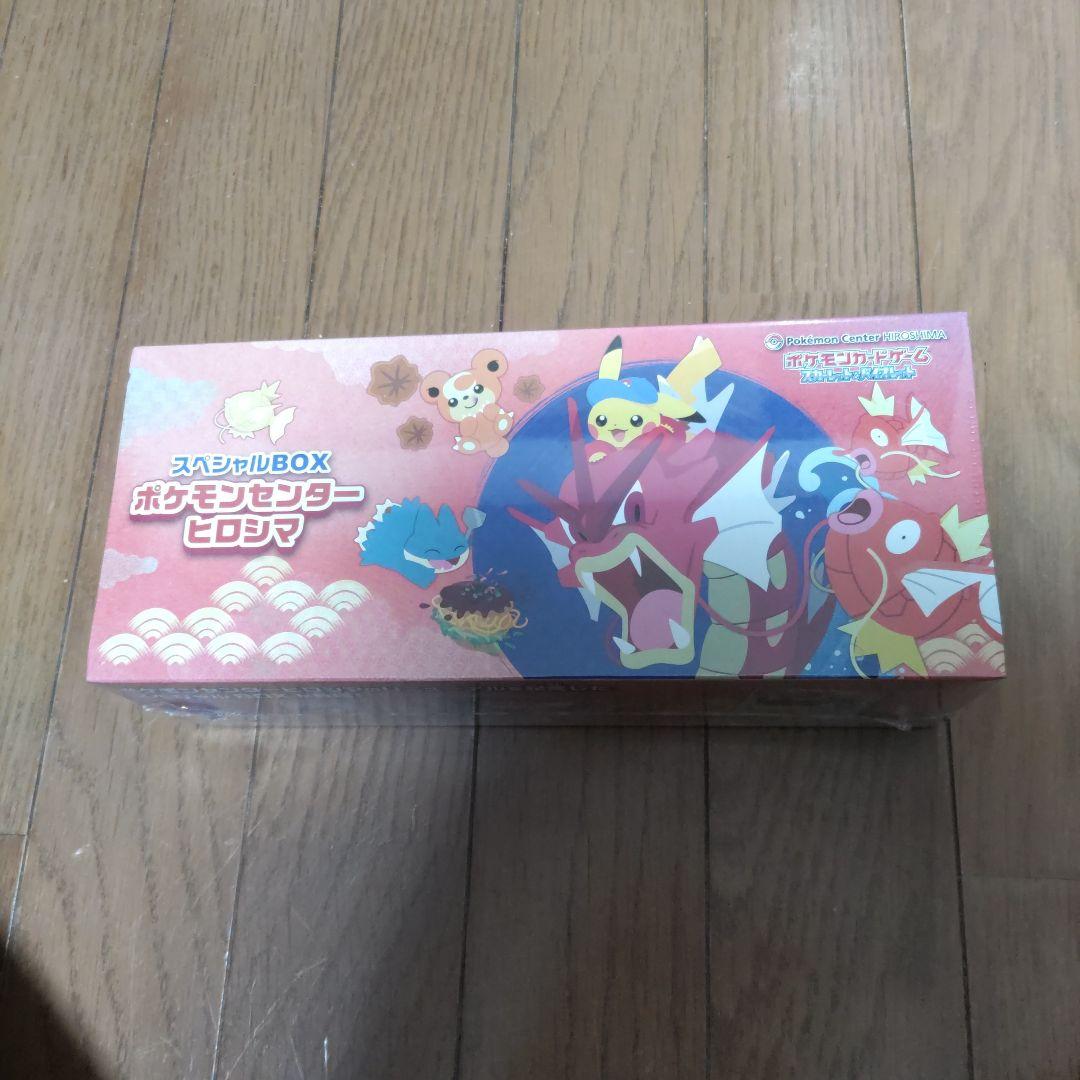 Pokémon Center HIROSHIMA
ポケモンカードゲーム
スカーレット&バイオレット
スペシャルBOX
ポケモンセンター
ヒロシマ